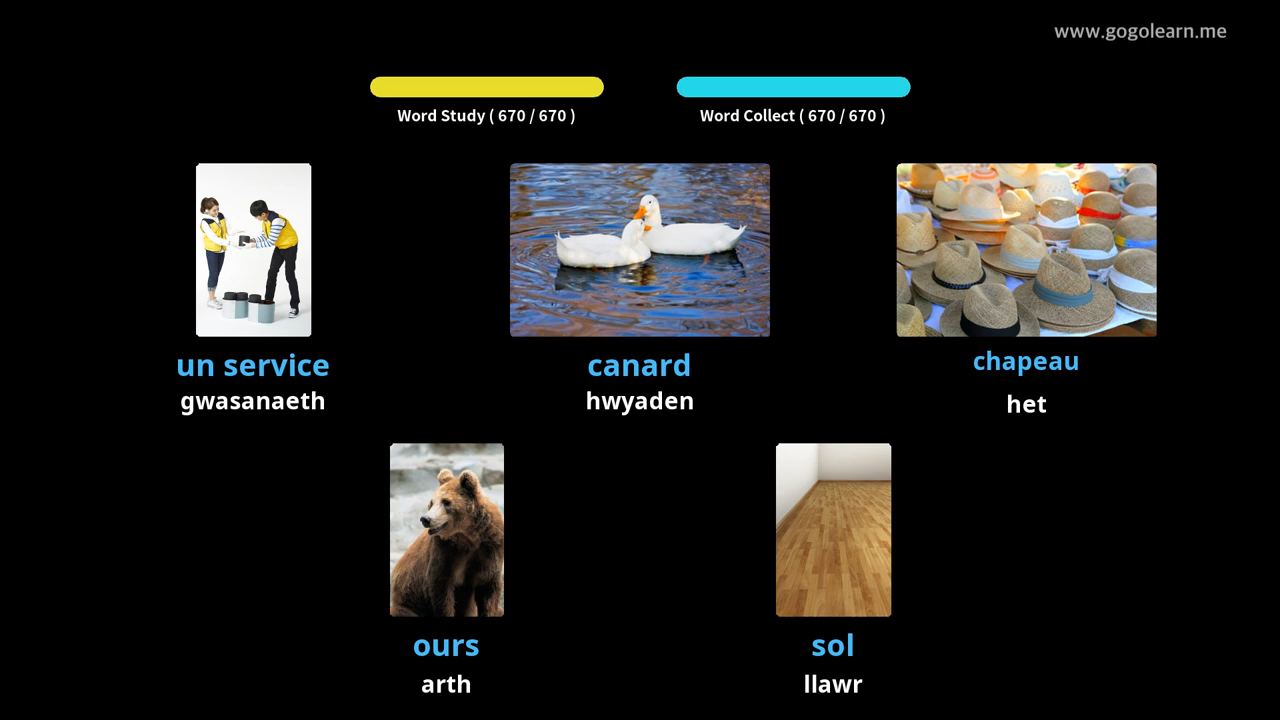 www.gogolearn.me
Word Study ( 670 / 670 )
Word Collect ( 670 / 670 )
un service
gwasanaeth
canard
hwyaden
chapeau
het
ours
arth
sol
llawr